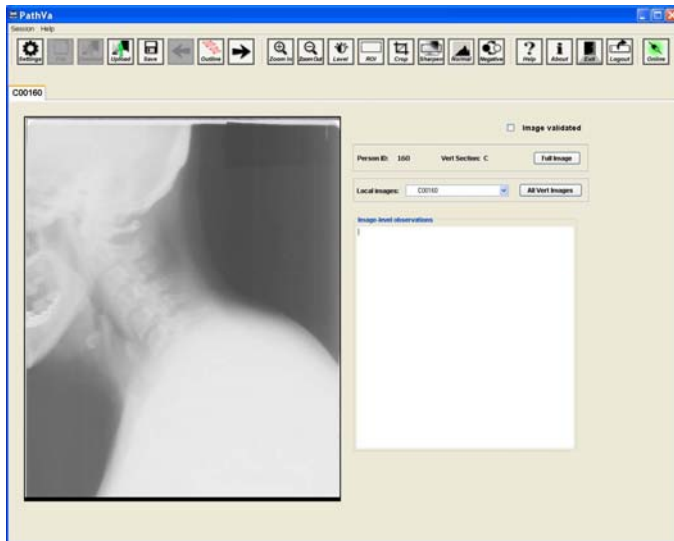 PathVa
Session Help
Settings Upload Save Outline Zoom In Zoom Out Level ROI Crop Sharpen Normal Negative Help About Exit Logout Online
C00160
Image validated
Person ID: 160 Vert Section: C Full Image
Local images: C00160 All Vert Images
Image-level observations